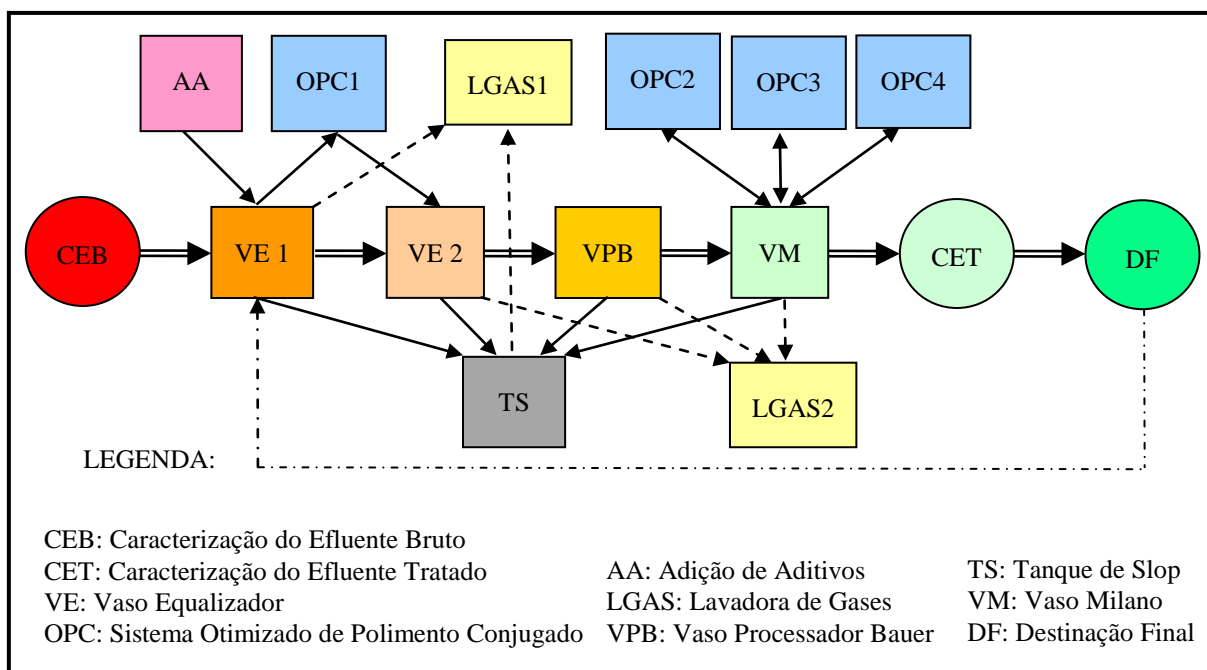 AA
OPC1
LGAS1
OPC2
OPC3
OPC4
CEB
VE 1
VE 2
VPB
VM
CET
DF
TS
LGAS2
LEGENDA:
CEB: Caracterização do Efluente Bruto
CET: Caracterização do Efluente Tratado
VE: Vaso Equalizador
OPC: Sistema Otimizado de Polimento Conjugado
AA: Adição de Aditivos
LGAS: Lavadora de Gases
VPB: Vaso Processador Bauer
TS: Tanque de Slop
VM: Vaso Milano
DF: Destinação Final